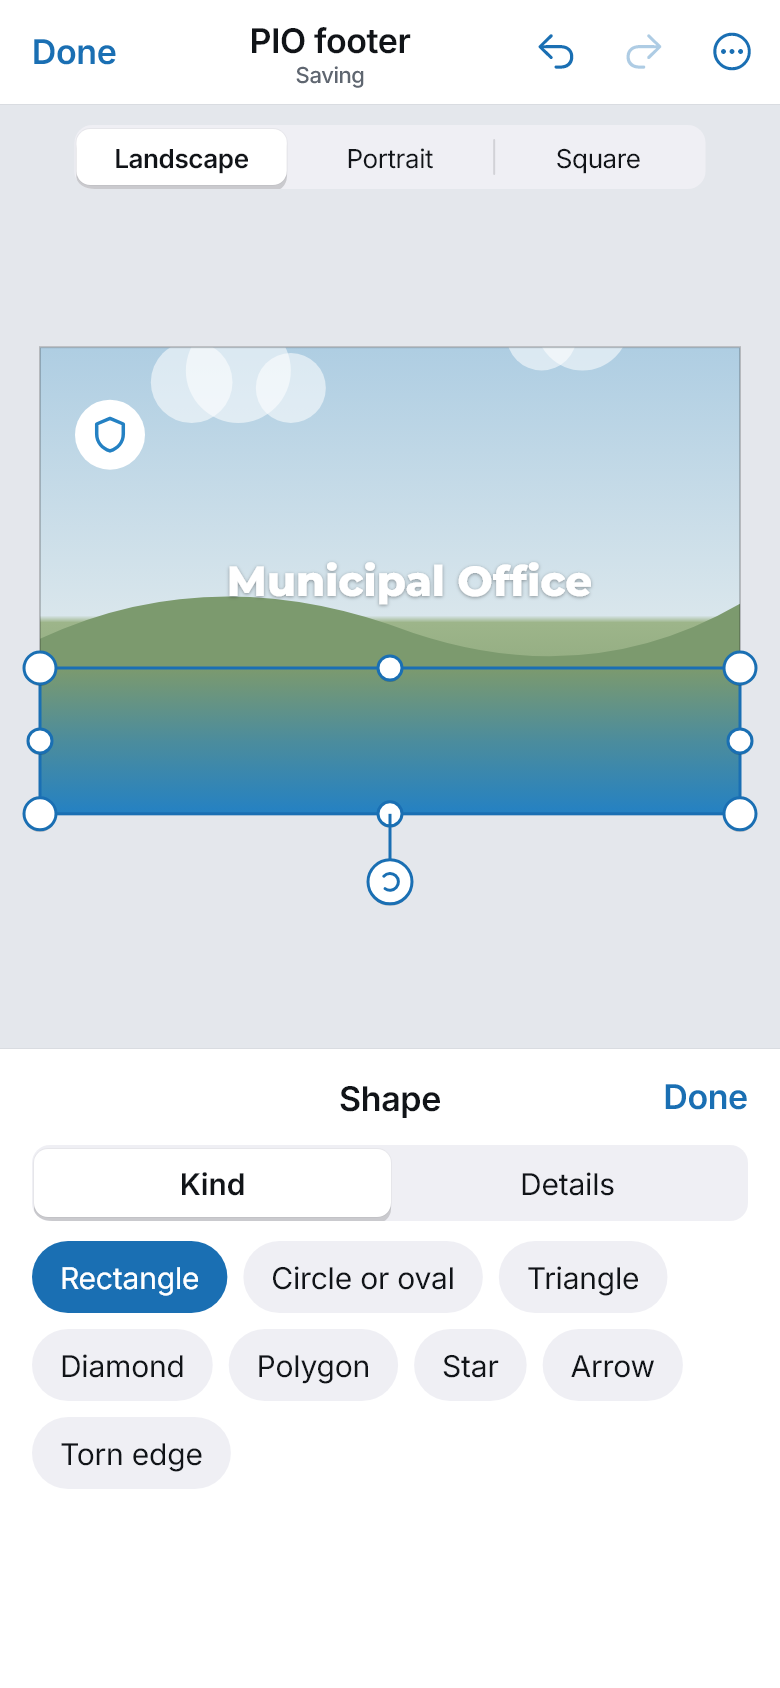 Done
PIO footer
Saving
Landscape
Portrait
Square
Municipal Office
Shape
Done
Kind
Details
Rectangle
Circle or oval
Triangle
Diamond
Polygon
Star
Arrow
Torn edge